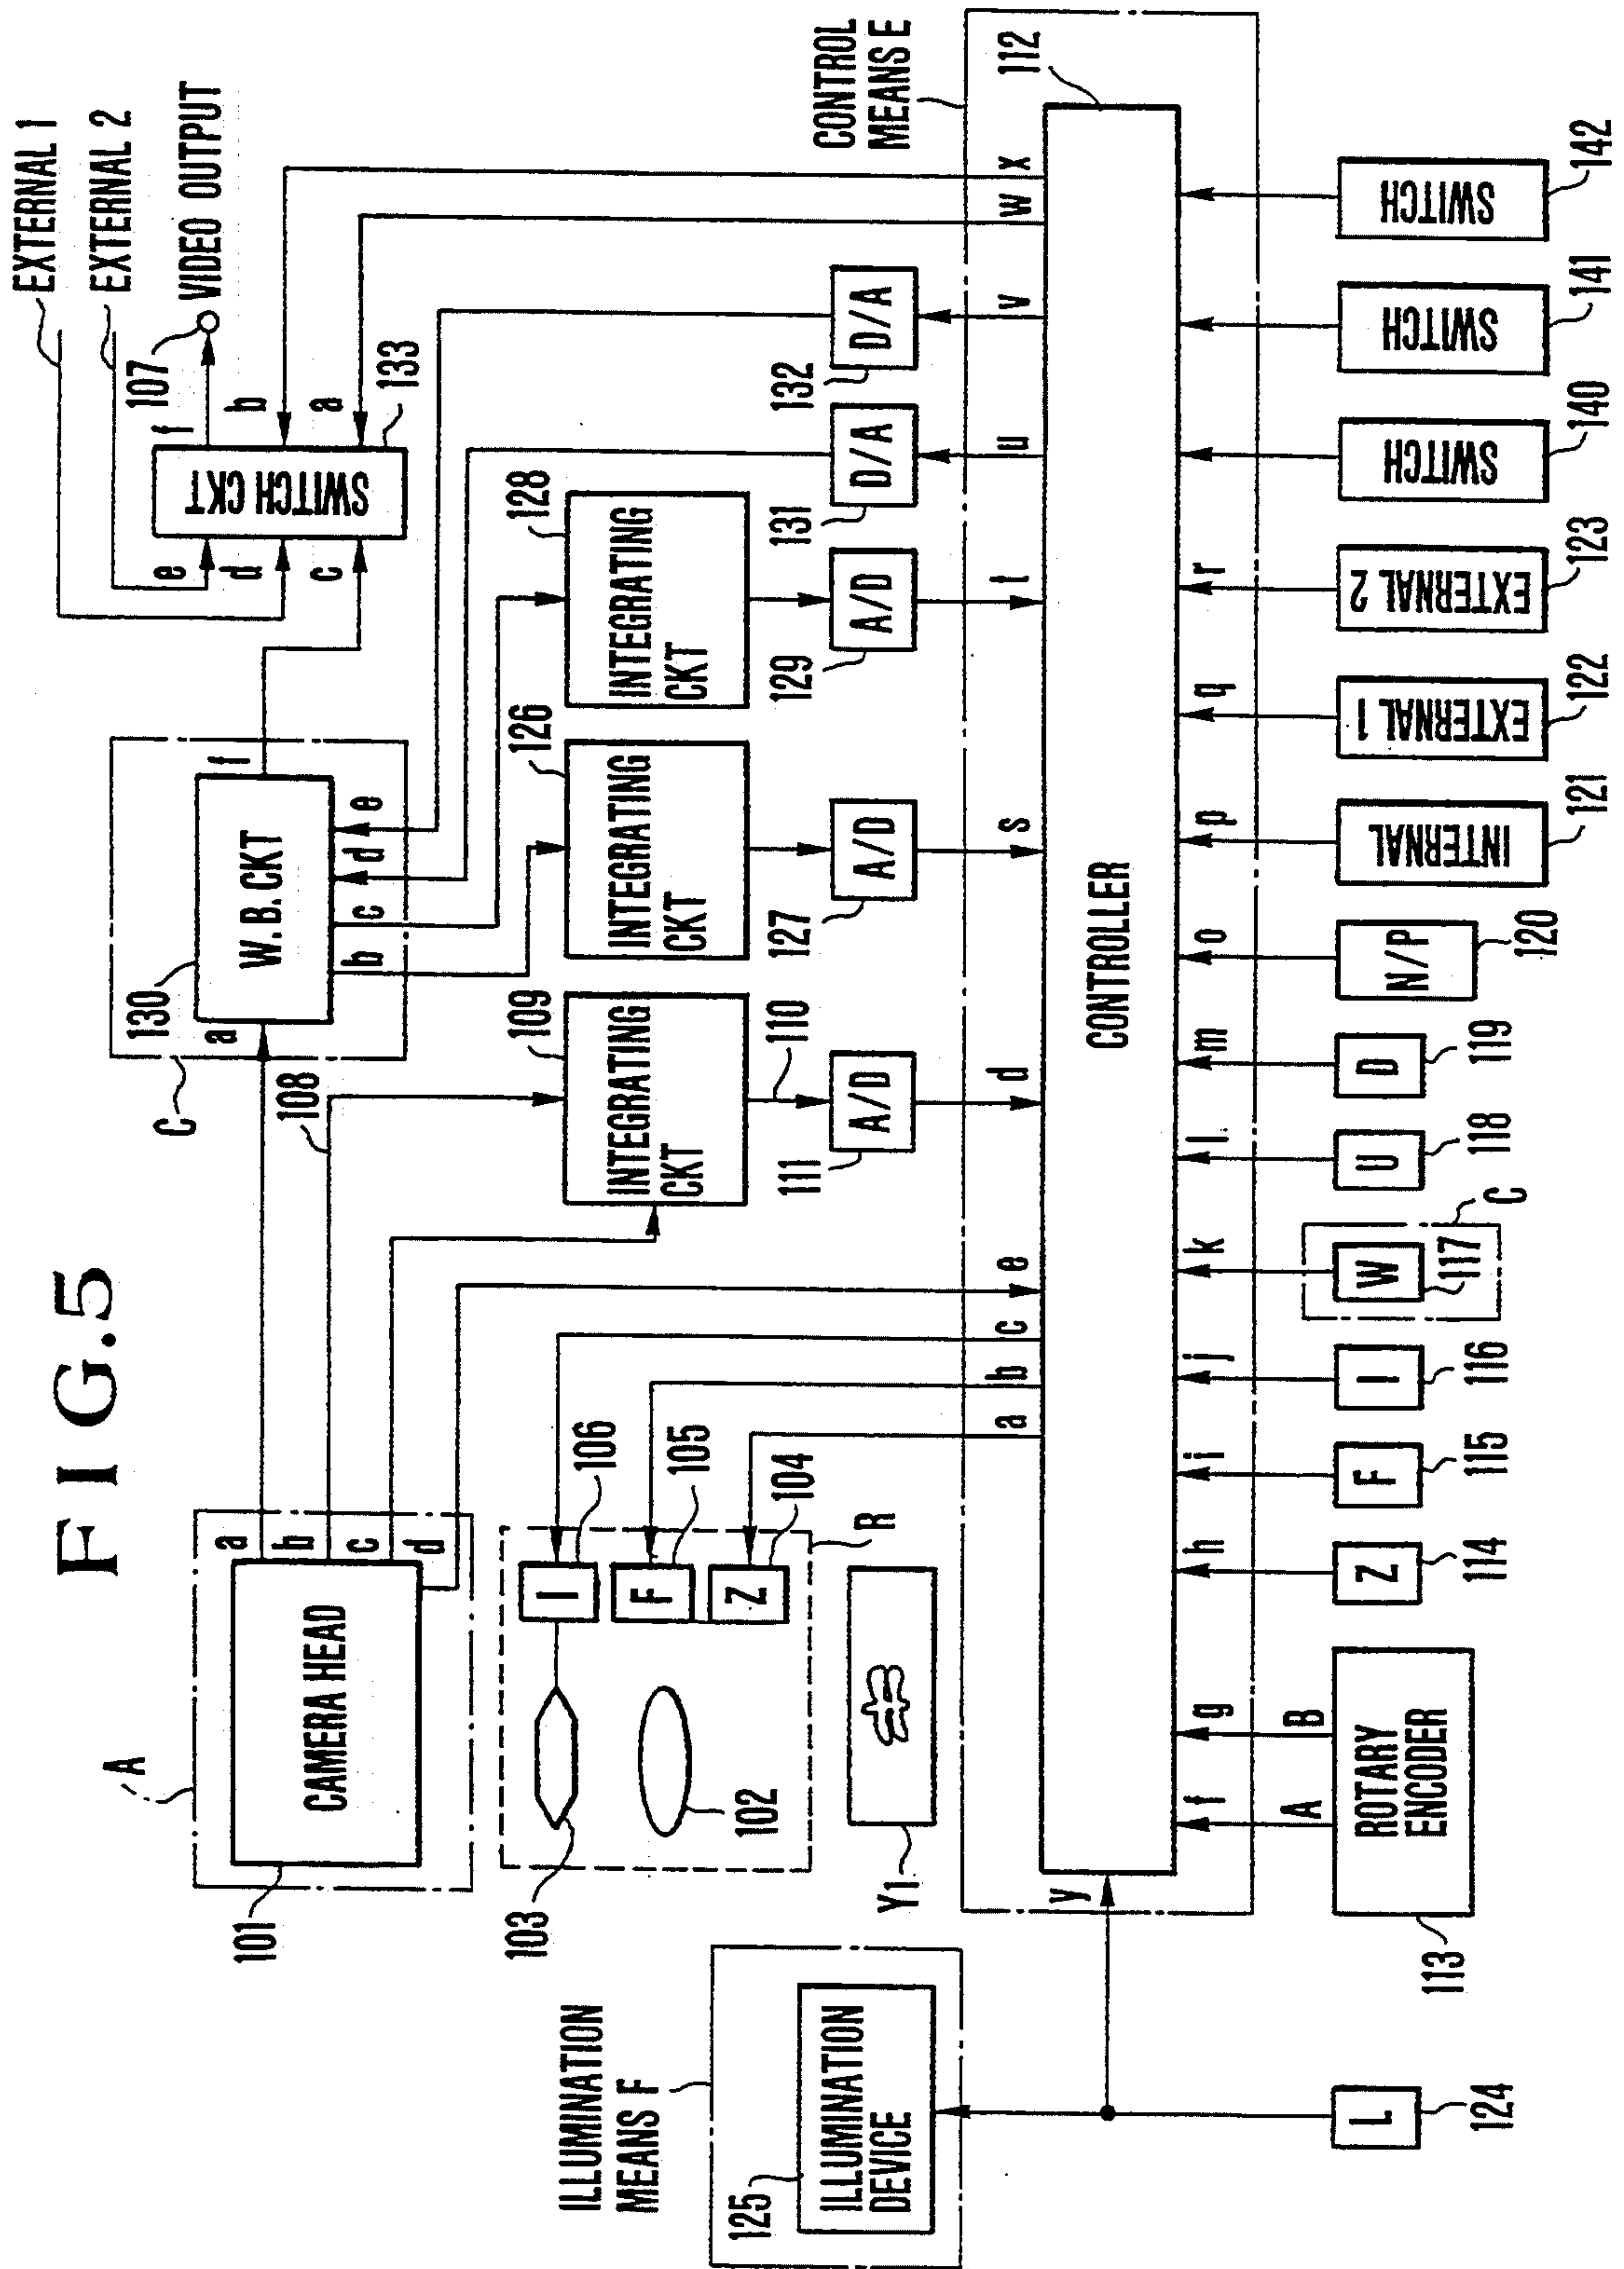 FIG.5
EXTERNAL 1
EXTERNAL 2
VIDEO OUTPUT
107
f
b
a
133
SWITCH CKT
e
d
c
A
101
CAMERA HEAD
a
b
c
d
108
C
130
W.B. CKT
a
b
c
d
e
f
103
102
I
106
F
105
Z
104
R
Y1
109
INTEGRATING
CKT
110
126
INTEGRATING
CKT
128
INTEGRATING
CKT
111
A/D
127
A/D
129
A/D
131
D/A
132
D/A
CONTROL
MEANS E
112
a
b
c
e
d
s
t
u
v
w
x
y
CONTROLLER
f
g
h
i
j
k
l
m
o
p
q
r
ILLUMINATION
MEANS F
125
ILLUMINATION
DEVICE
L
124
A
B
ROTARY
ENCODER
113
Z
114
F
115
I
116
W
117
C
U
118
D
119
N/P
120
INTERNAL
121
EXTERNAL 1
122
EXTERNAL 2
123
SWITCH
140
SWITCH
141
SWITCH
142